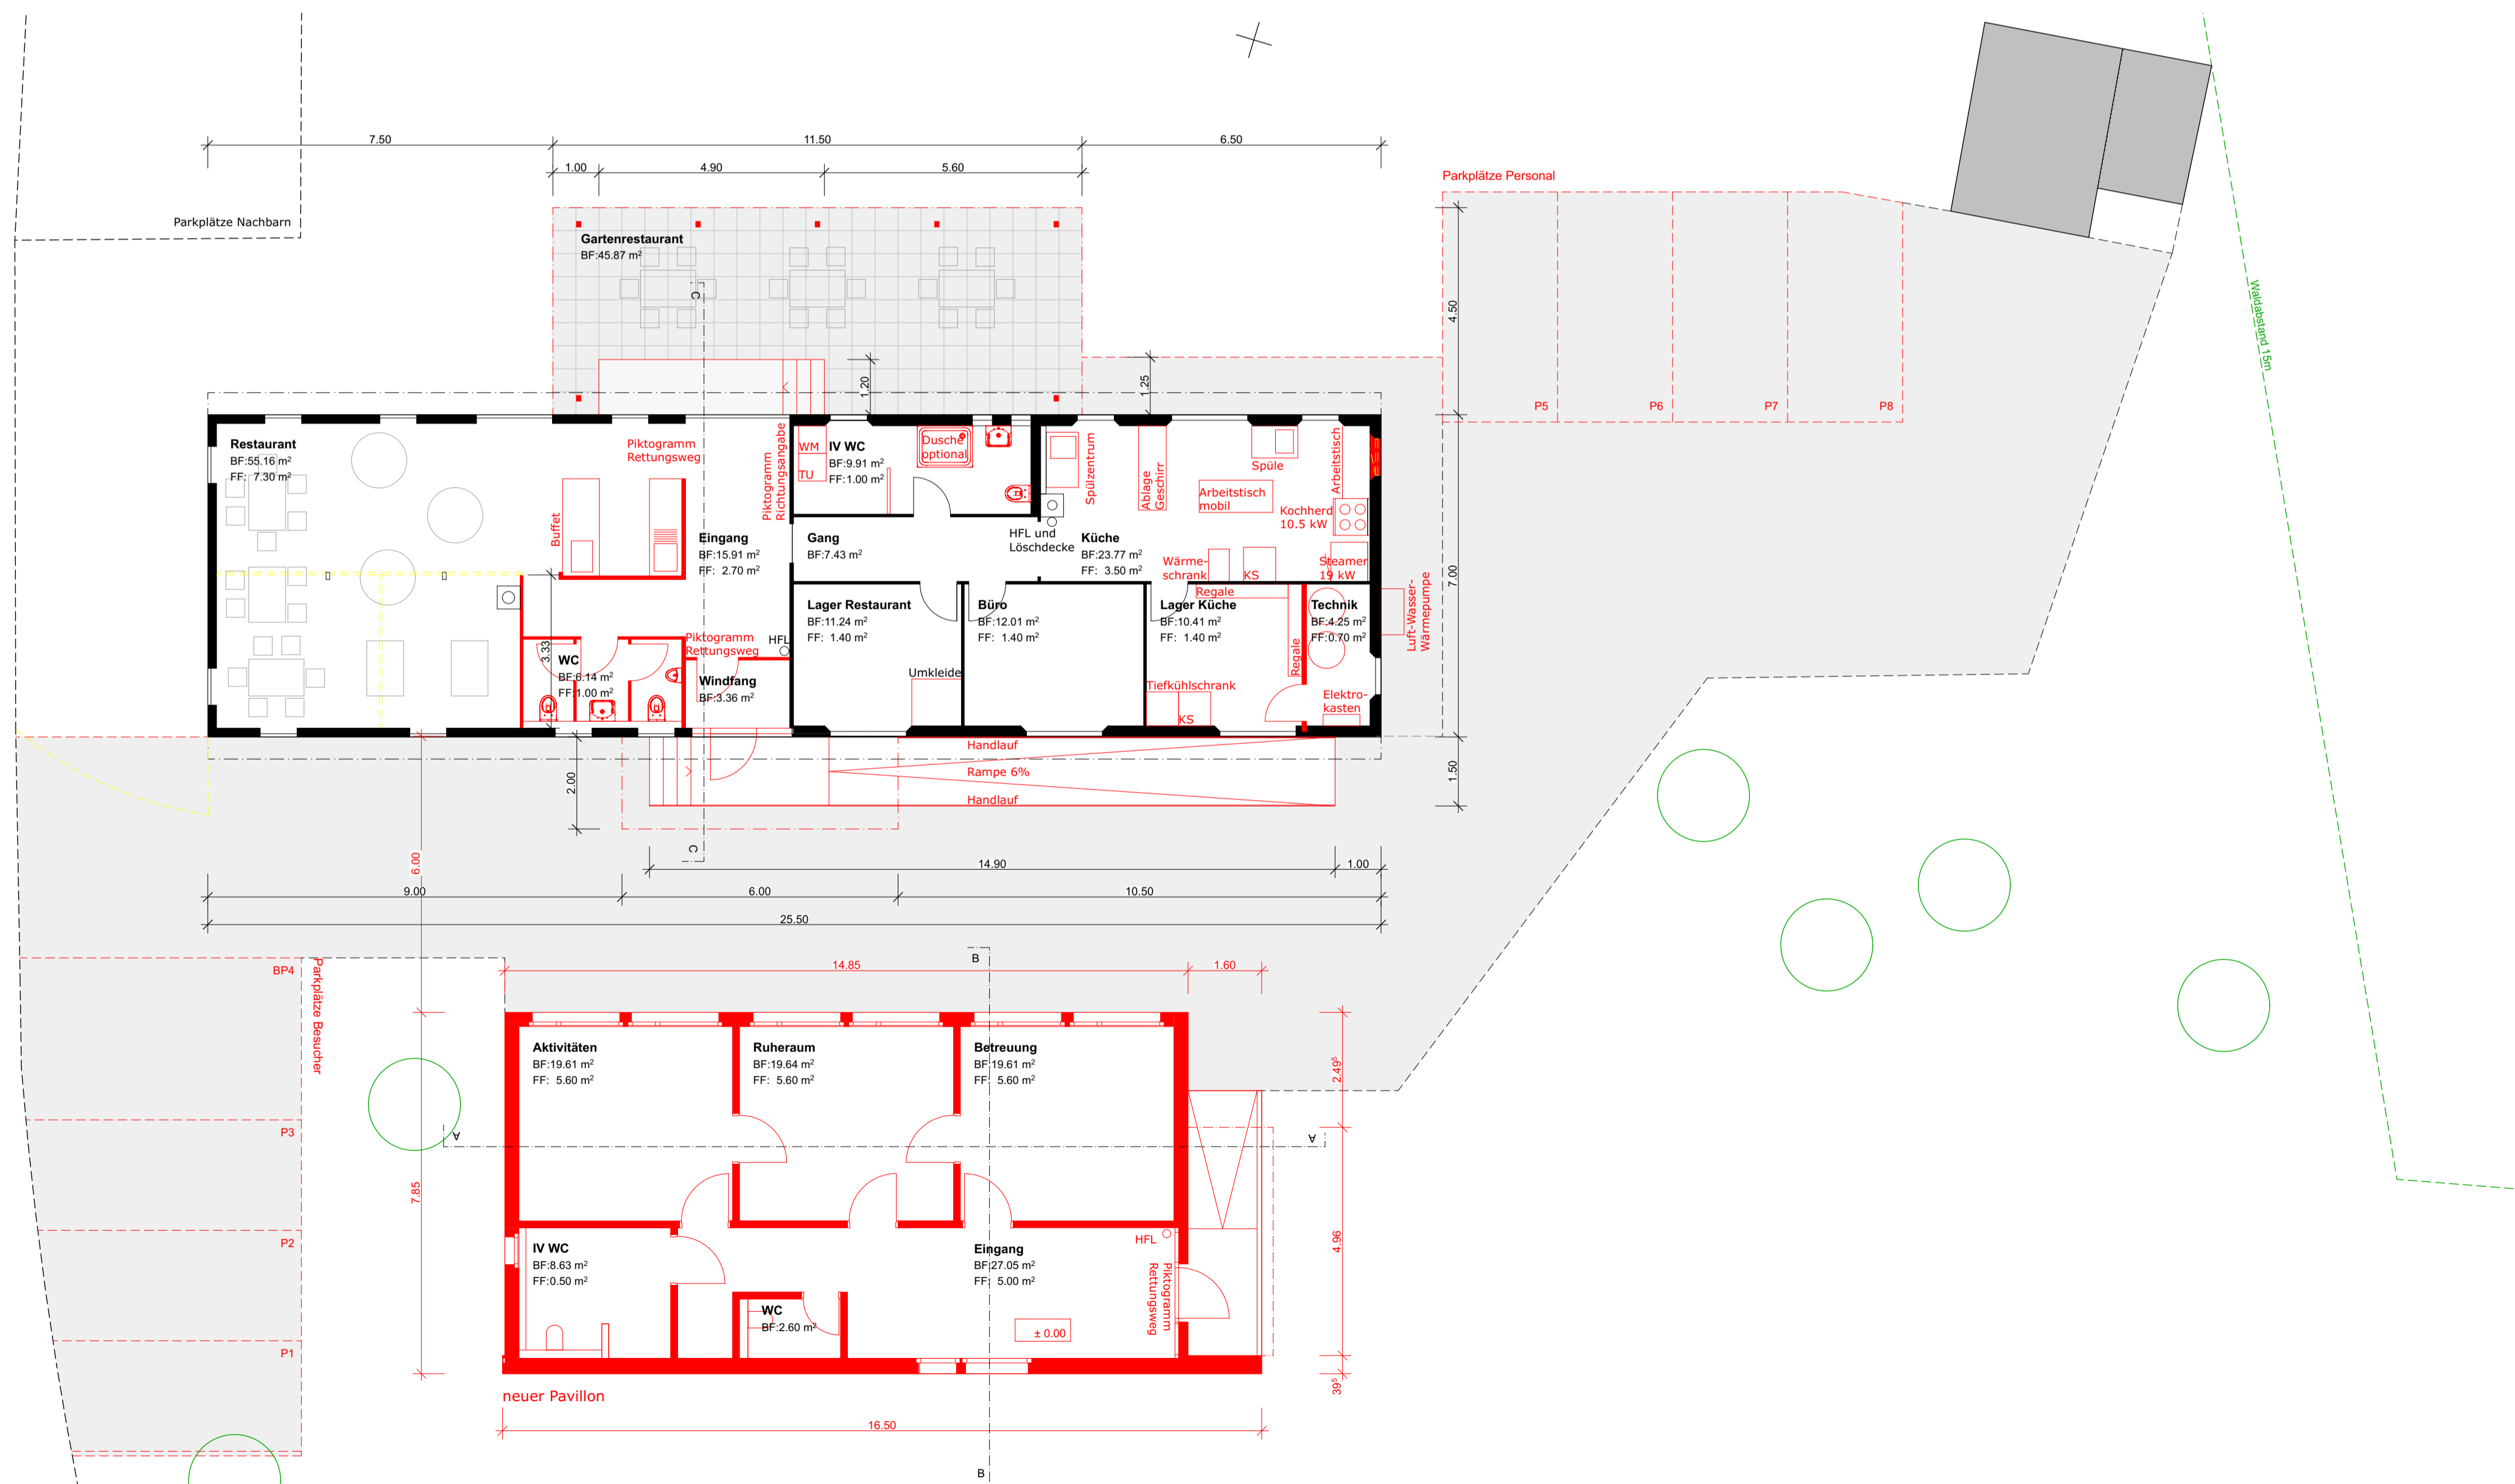 7.50
11.50
6.50
1.00
4.90
5.60
Parkplätze Nachbarn
Parkplätze Personal
Gartenrestaurant
BF:45.87 m²
C
Waldabstand 15m
4.50
1.20
1.25
P5
P6
P7
P8
Restaurant
BF:55.16 m²
FF: 7.30 m²
Piktogramm
Rettungsweg
Piktogramm
Richtungsangabe
WM
TU
IV WC
BF:9.91 m²
FF:1.00 m²
Dusche
optional
Spülzentrum
Ablage
Geschirr
Spüle
Arbeitstisch
Arbeitstisch
mobil
Kochherd
10.5 kW
Buffet
Eingang
BF:15.91 m²
FF: 2.70 m²
Gang
BF:7.43 m²
HFL und
Löschdecke
Küche
BF:23.77 m²
FF: 3.50 m²
Wärme-
schrank
KS
Steamer
19 kW
7.00
Luft-Wasser-
Wärmepumpe
Lager Restaurant
BF:11.24 m²
FF: 1.40 m²
Büro
BF:12.01 m²
FF: 1.40 m²
Regale
Lager Küche
BF:10.41 m²
FF: 1.40 m²
Regale
Technik
BF:4.25 m²
FF:0.70 m²
3.33
WC
BF:6.14 m²
FF:1.00 m²
Piktogramm
Rettungsweg
HFL
Windfang
BF:3.36 m²
Umkleide
Tiefkühlschrank
KS
Elektro-
kasten
Handlauf
Rampe 6%
Handlauf
2.00
1.50
C
6.00
14.90
1.00
9.00
6.00
10.50
25.50
B
BP4
Parkplätze Besucher
14.85
1.60
Aktivitäten
BF:19.61 m²
FF: 5.60 m²
Ruheraum
BF:19.64 m²
FF: 5.60 m²
Betreuung
BF:19.61 m²
FF: 5.60 m²
2.49⁵
P3
A
A
7.85
4.96
P2
IV WC
BF:8.63 m²
FF:0.50 m²
Eingang
BF:27.05 m²
FF: 5.00 m²
HFL
Piktogramm
Rettungsweg
WC
BF:2.60 m²
± 0.00
P1
39⁵
neuer Pavillon
16.50
B